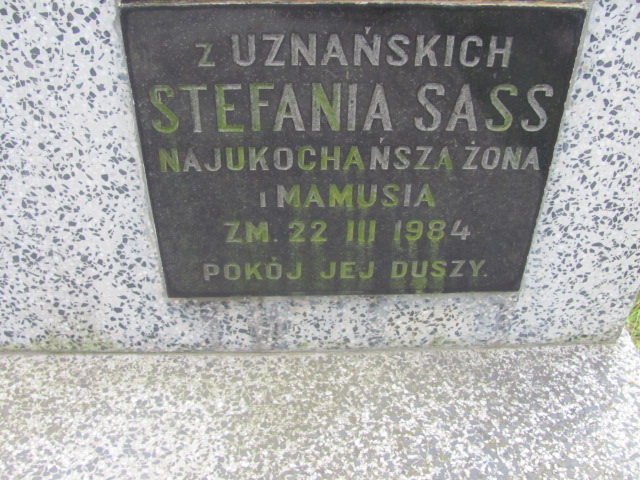 Z UZNAŃSKICH
STEFANIA SASS
NAJUKOCHAŃSZA ŻONA
I MAMUSIA
ZM. 22 III 1984
POKÓJ JEJ DUSZY.